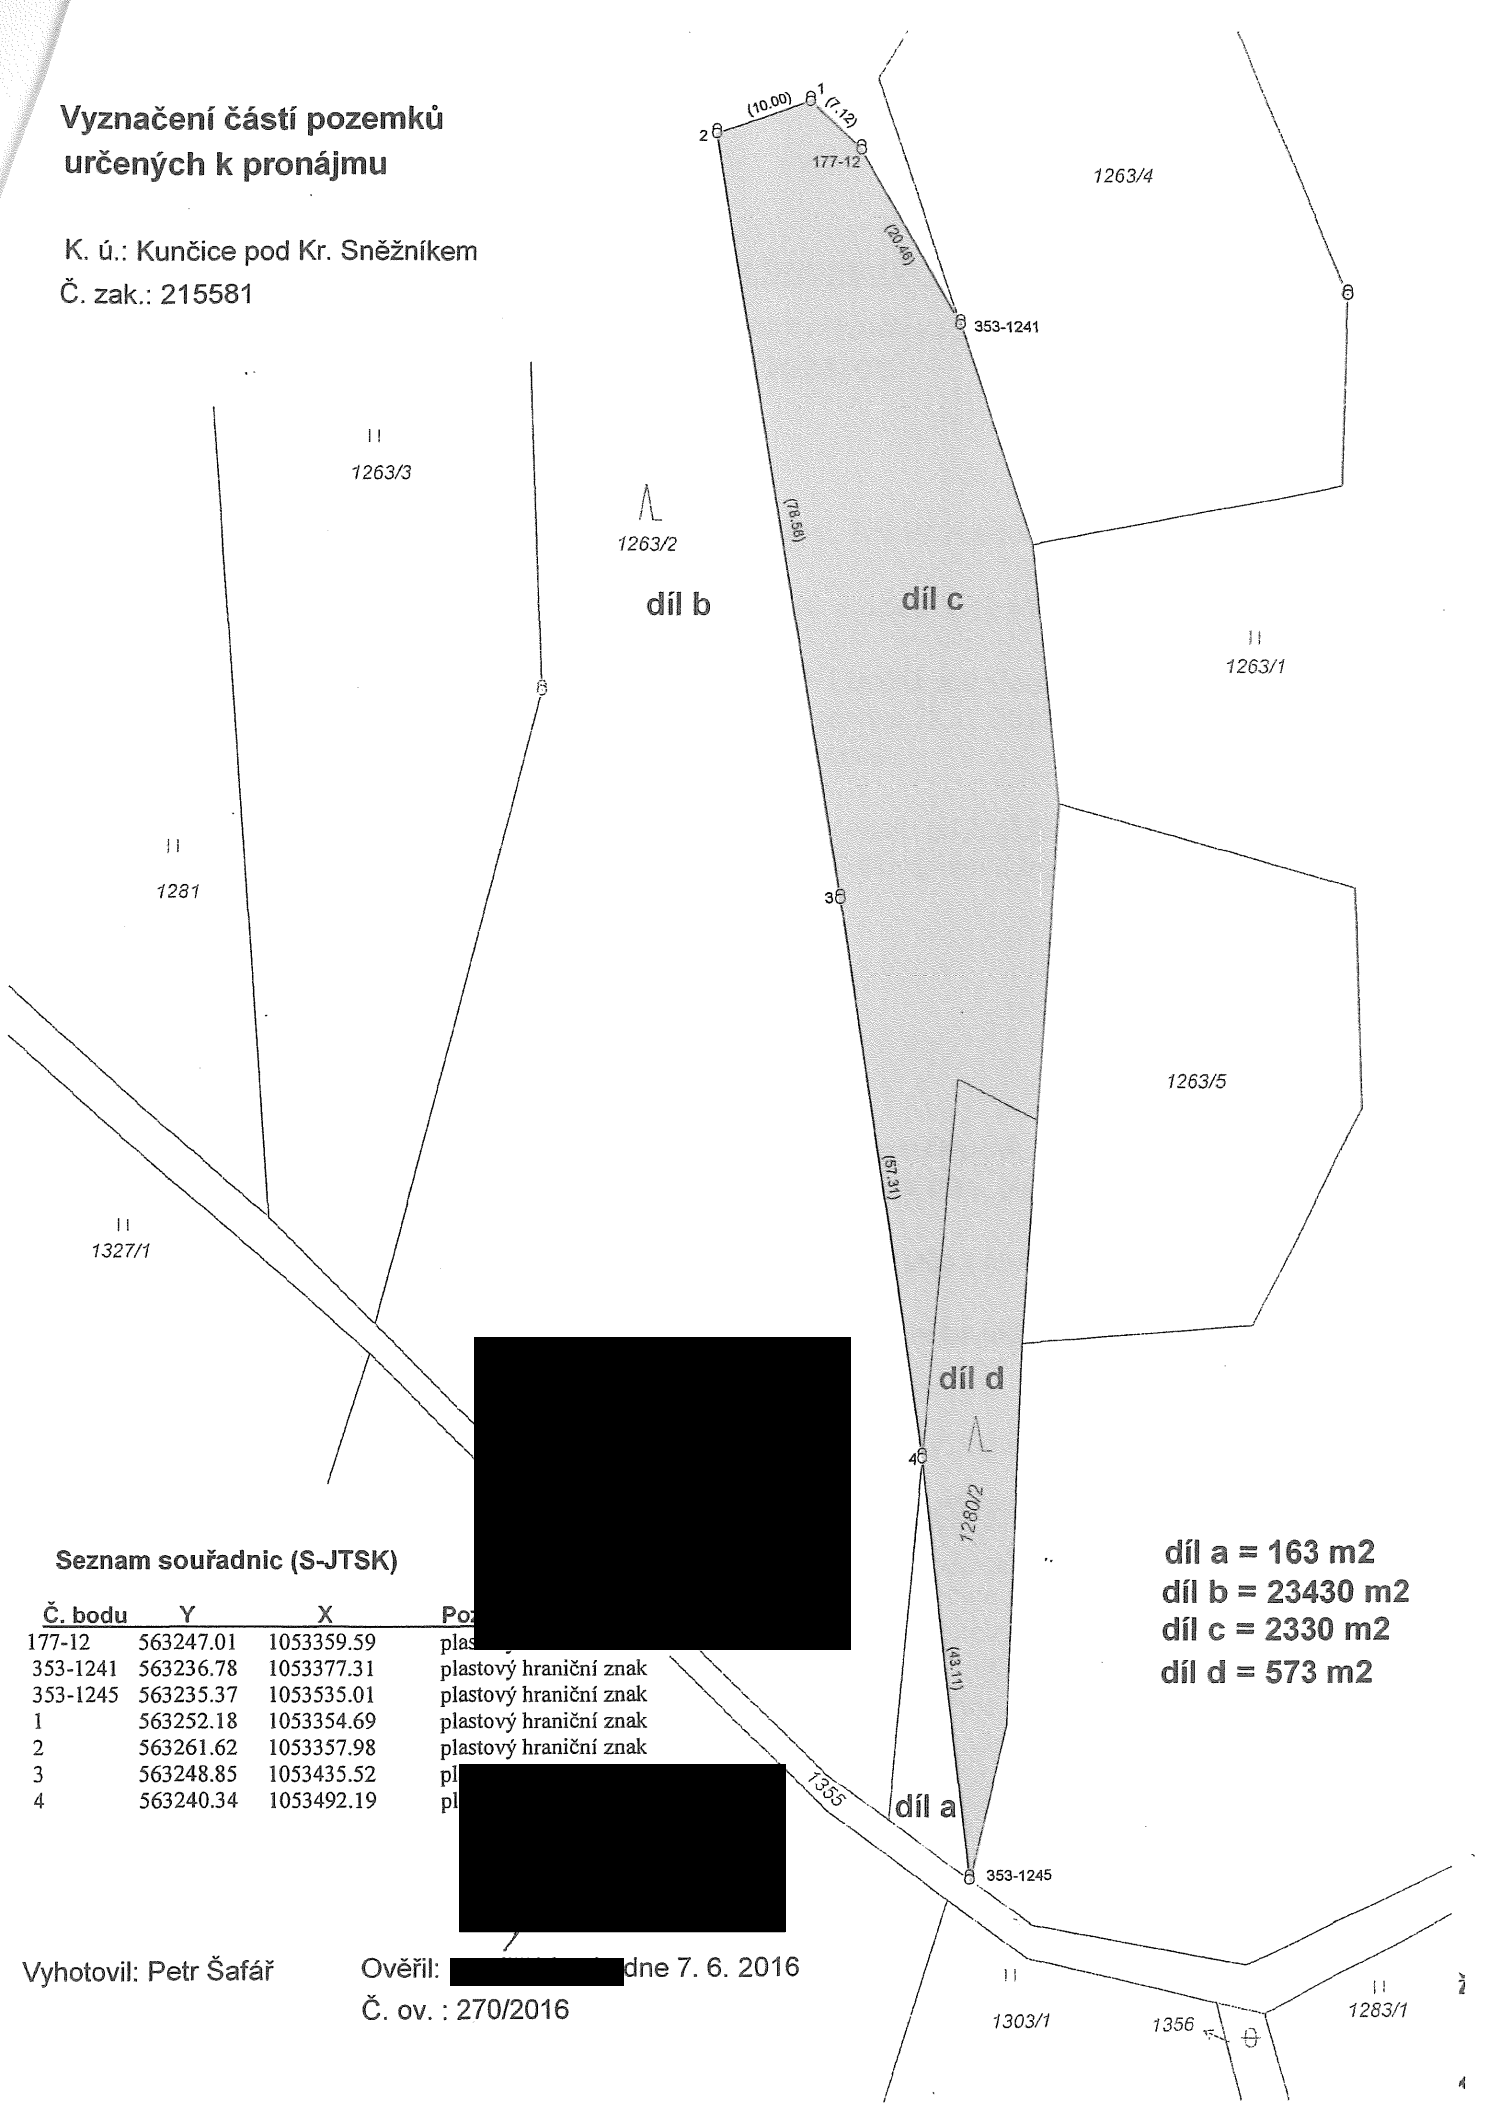 Vyznačení částí pozemků
určených k pronájmu
K. ú.: Kunčice pod Kr. Sněžníkem
Č. zak.: 215581
1
(10.00)
(7.12)
2
177-12
1263/4
(20.46)
353-1241
1263/3
(78.58)
1263/2
díl b
díl c
1263/1
3
1281
1263/5
(57.31)
1327/1
díl d
4
1280/2
díl a = 163 m2
díl b = 23430 m2
díl c = 2330 m2
díl d = 573 m2
(43.11)
Seznam souřadnic (S-JTSK)
Č. bodu Y X
177-12 563247.01 1053359.59
353-1241 563236.78 1053377.31 plastový hraniční znak
353-1245 563235.37 1053535.01 plastový hraniční znak
1 563252.18 1053354.69 plastový hraniční znak
2 563261.62 1053357.98 plastový hraniční znak
3 563248.85 1053435.52
4 563240.34 1053492.19
1355
díl a
353-1245
Vyhotovil: Petr Šafář
Ověřil: dne 7. 6. 2016
Č. ov. : 270/2016
1303/1
1356
1283/1